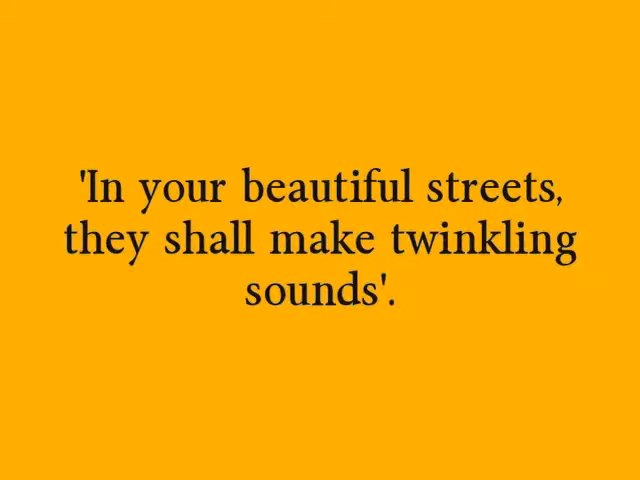 'In your beautiful streets,
they shall make twinkling
sounds'.